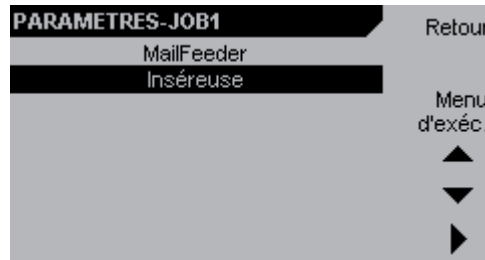 PARAMETRES-JOB1
Retour
MailFeeder
Inséreuse
Menu
d'exéc.